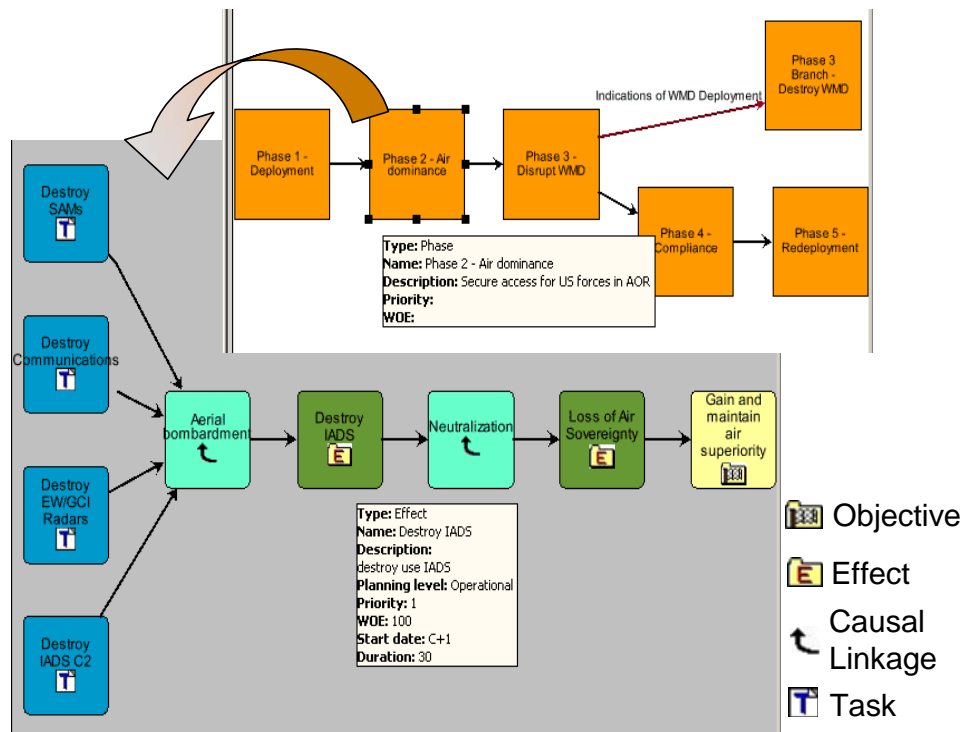 Phase 3
Branch -
Destroy WMD
Indications of WMD Deployment
Phase 1 -
Deployment
Phase 2 - Air
dominance
Phase 3 -
Disrupt WMD
Phase 4 -
Compliance
Phase 5 -
Redeployment
Type: Phase
Name: Phase 2 - Air dominance
Description: Secure access for US forces in AOR
Priority:
WOE:
Destroy
SAMs
T
Destroy
Communications
T
Destroy
EW/GCI
Radars
T
Destroy
IADS C2
T
Aerial
bombardment
Destroy
IADS
E
Neutralization
Loss of Air
Sovereignty
E
Gain and
maintain
air
superiority
Type: Effect
Name: Destroy IADS
Description:
destroy use IADS
Planning level: Operational
Priority: 1
WOE: 100
Start date: C+1
Duration: 30
Objective
E Effect
Causal
Linkage
T Task